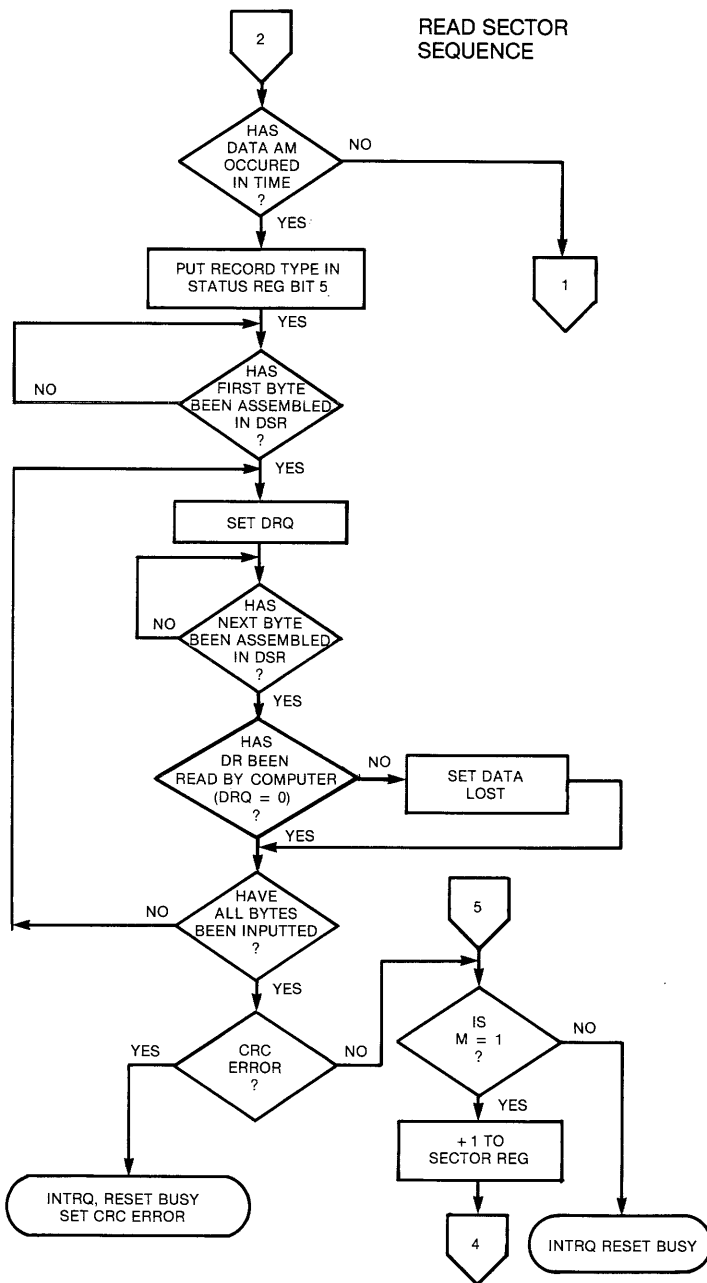 READ SECTOR
SEQUENCE
2
HAS
DATA AM
OCCURED
IN TIME
?
NO
YES
1
PUT RECORD TYPE IN
STATUS REG BIT 5
YES
HAS
FIRST BYTE
BEEN ASSEMBLED
IN DSR
?
NO
YES
SET DRQ
HAS
NEXT BYTE
BEEN ASSEMBLED
IN DSR
?
NO
YES
HAS
DR BEEN
READ BY COMPUTER
(DRQ = 0)
?
NO
SET DATA
LOST
YES
HAVE
ALL BYTES
BEEN INPUTTED
?
NO
YES
CRC
ERROR
?
YES
NO
INTRQ, RESET BUSY
SET CRC ERROR
5
IS
M = 1
?
NO
YES
+ 1 TO
SECTOR REG
4
INTRQ RESET BUSY